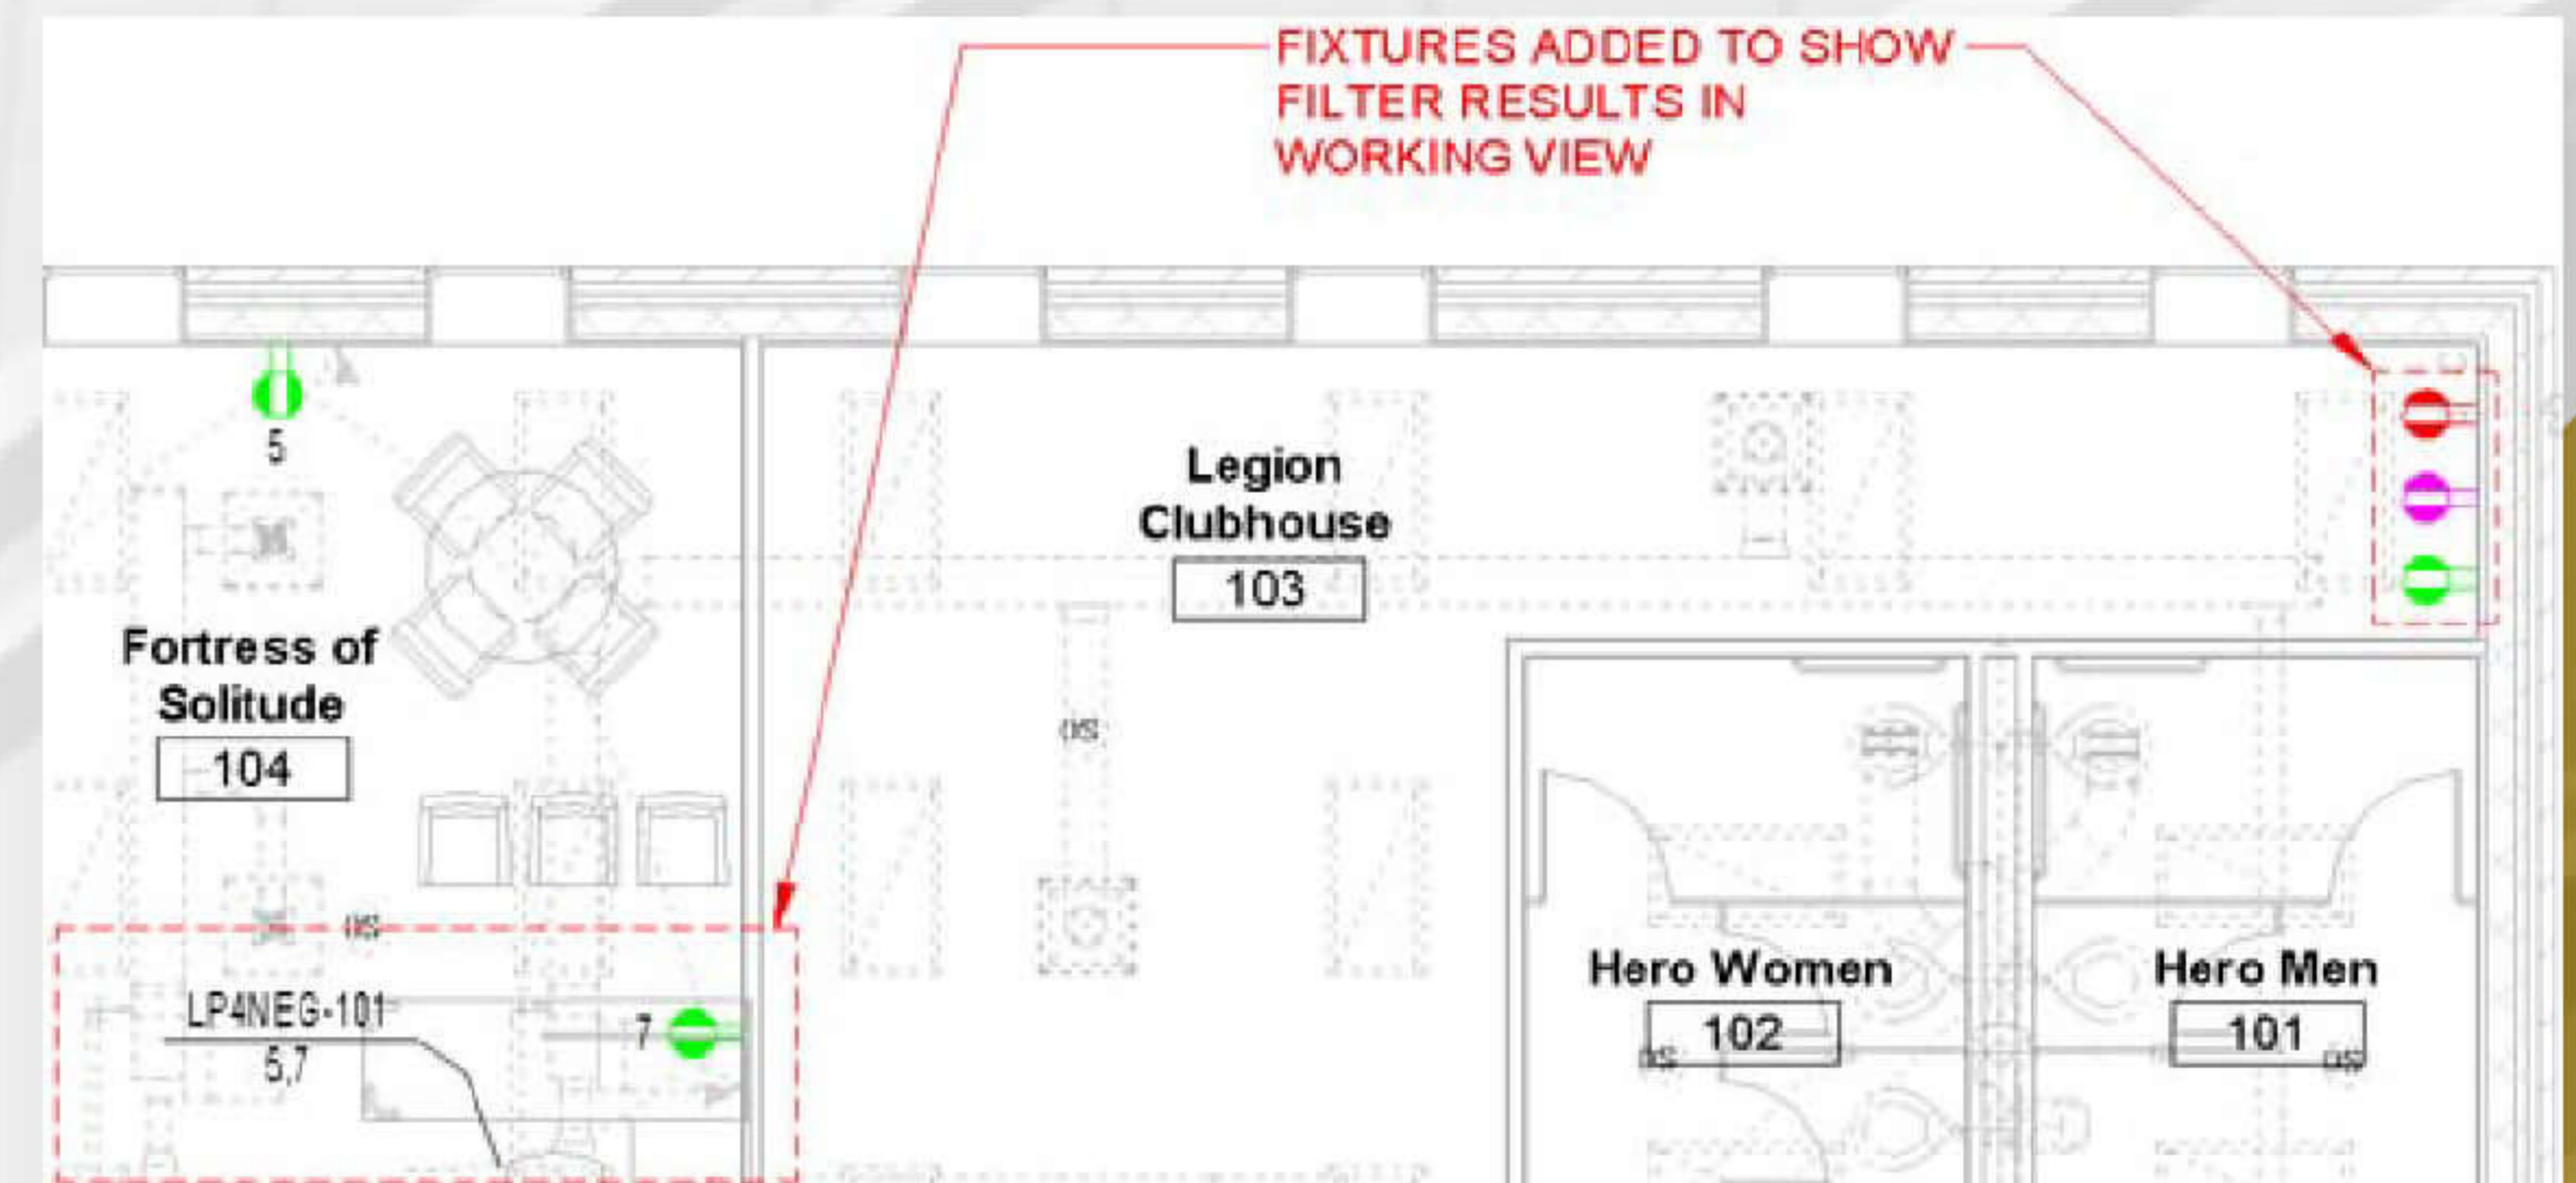 FIXTURES ADDED TO SHOW
FILTER RESULTS IN
WORKING VIEW
5
Legion
Clubhouse
103
Fortress of
Solitude
104
OS
OS
LP4NEG-101
5,7
7
Hero Women
102
OS
Hero Men
101
OS